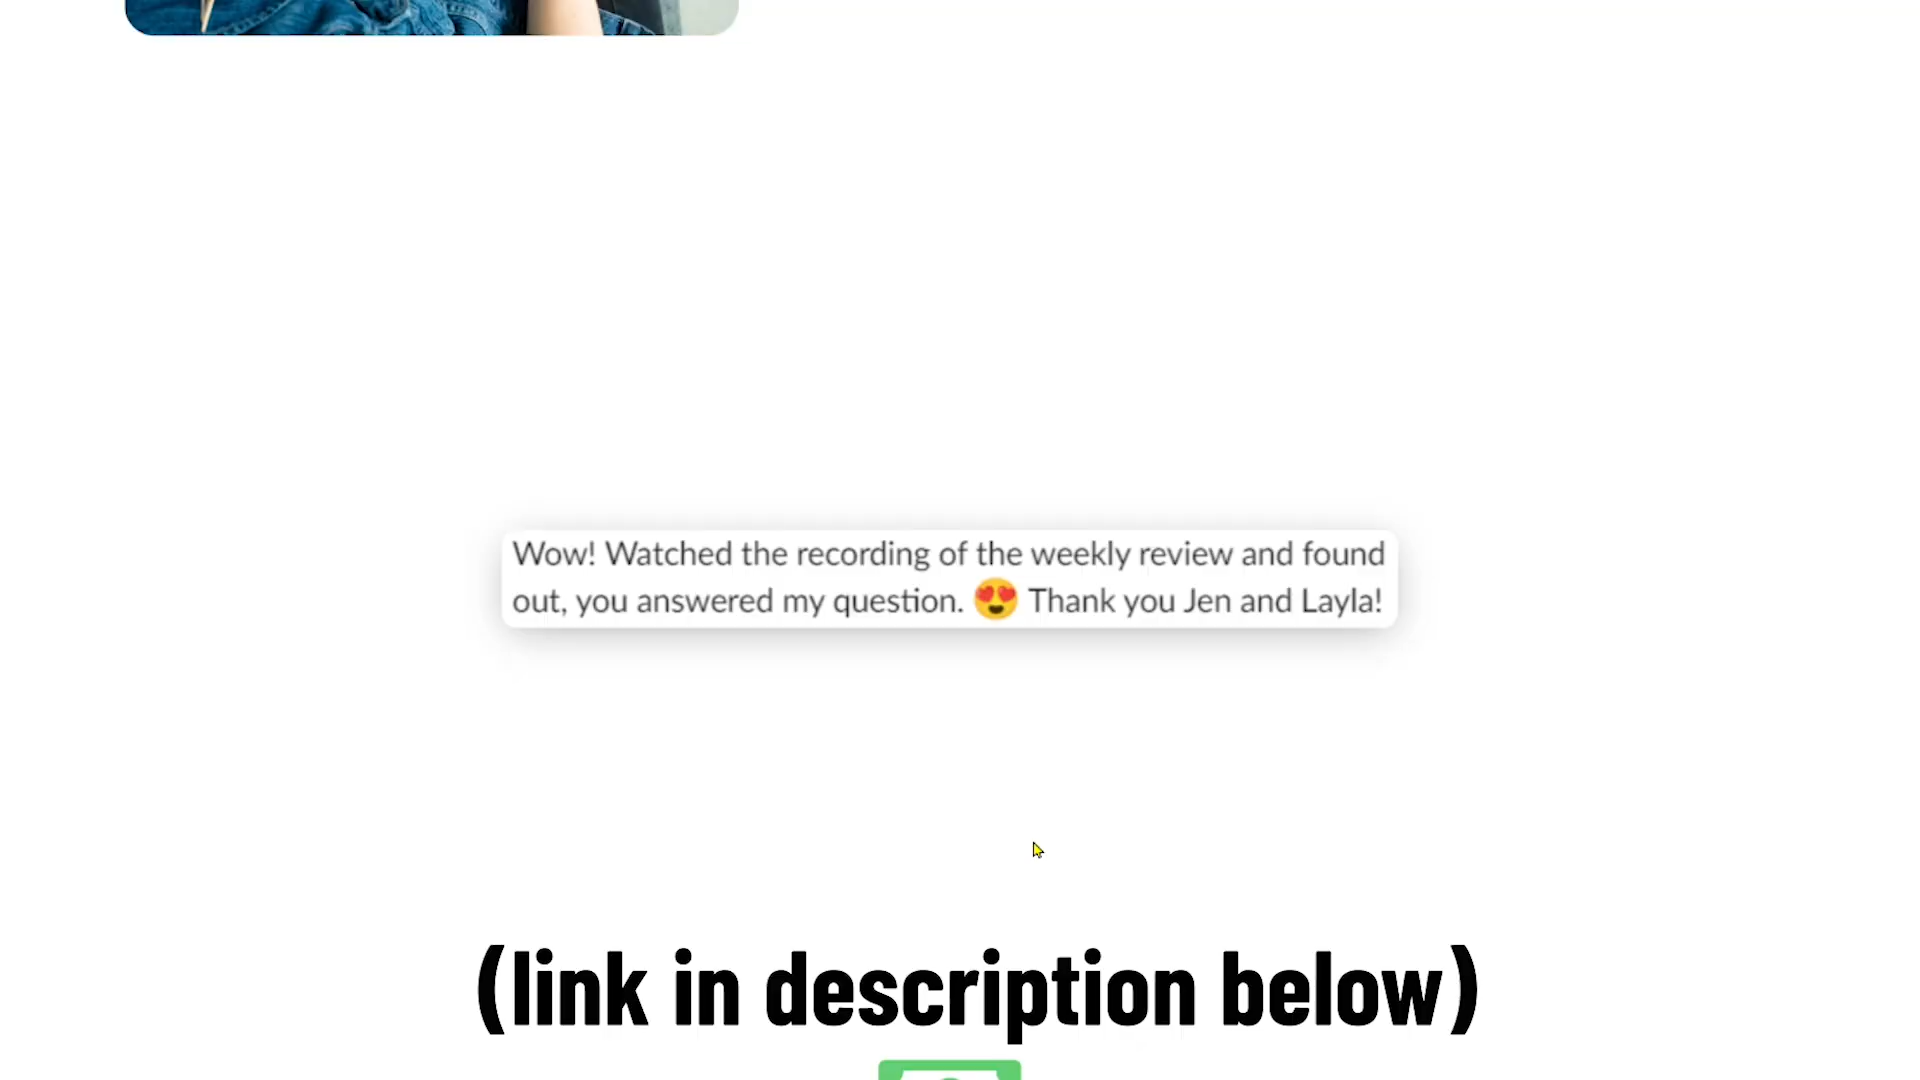 Wow! Watched the recording of the weekly review and found
out, you answered my question. 😍 Thank you Jen and Layla!
(link in description below)